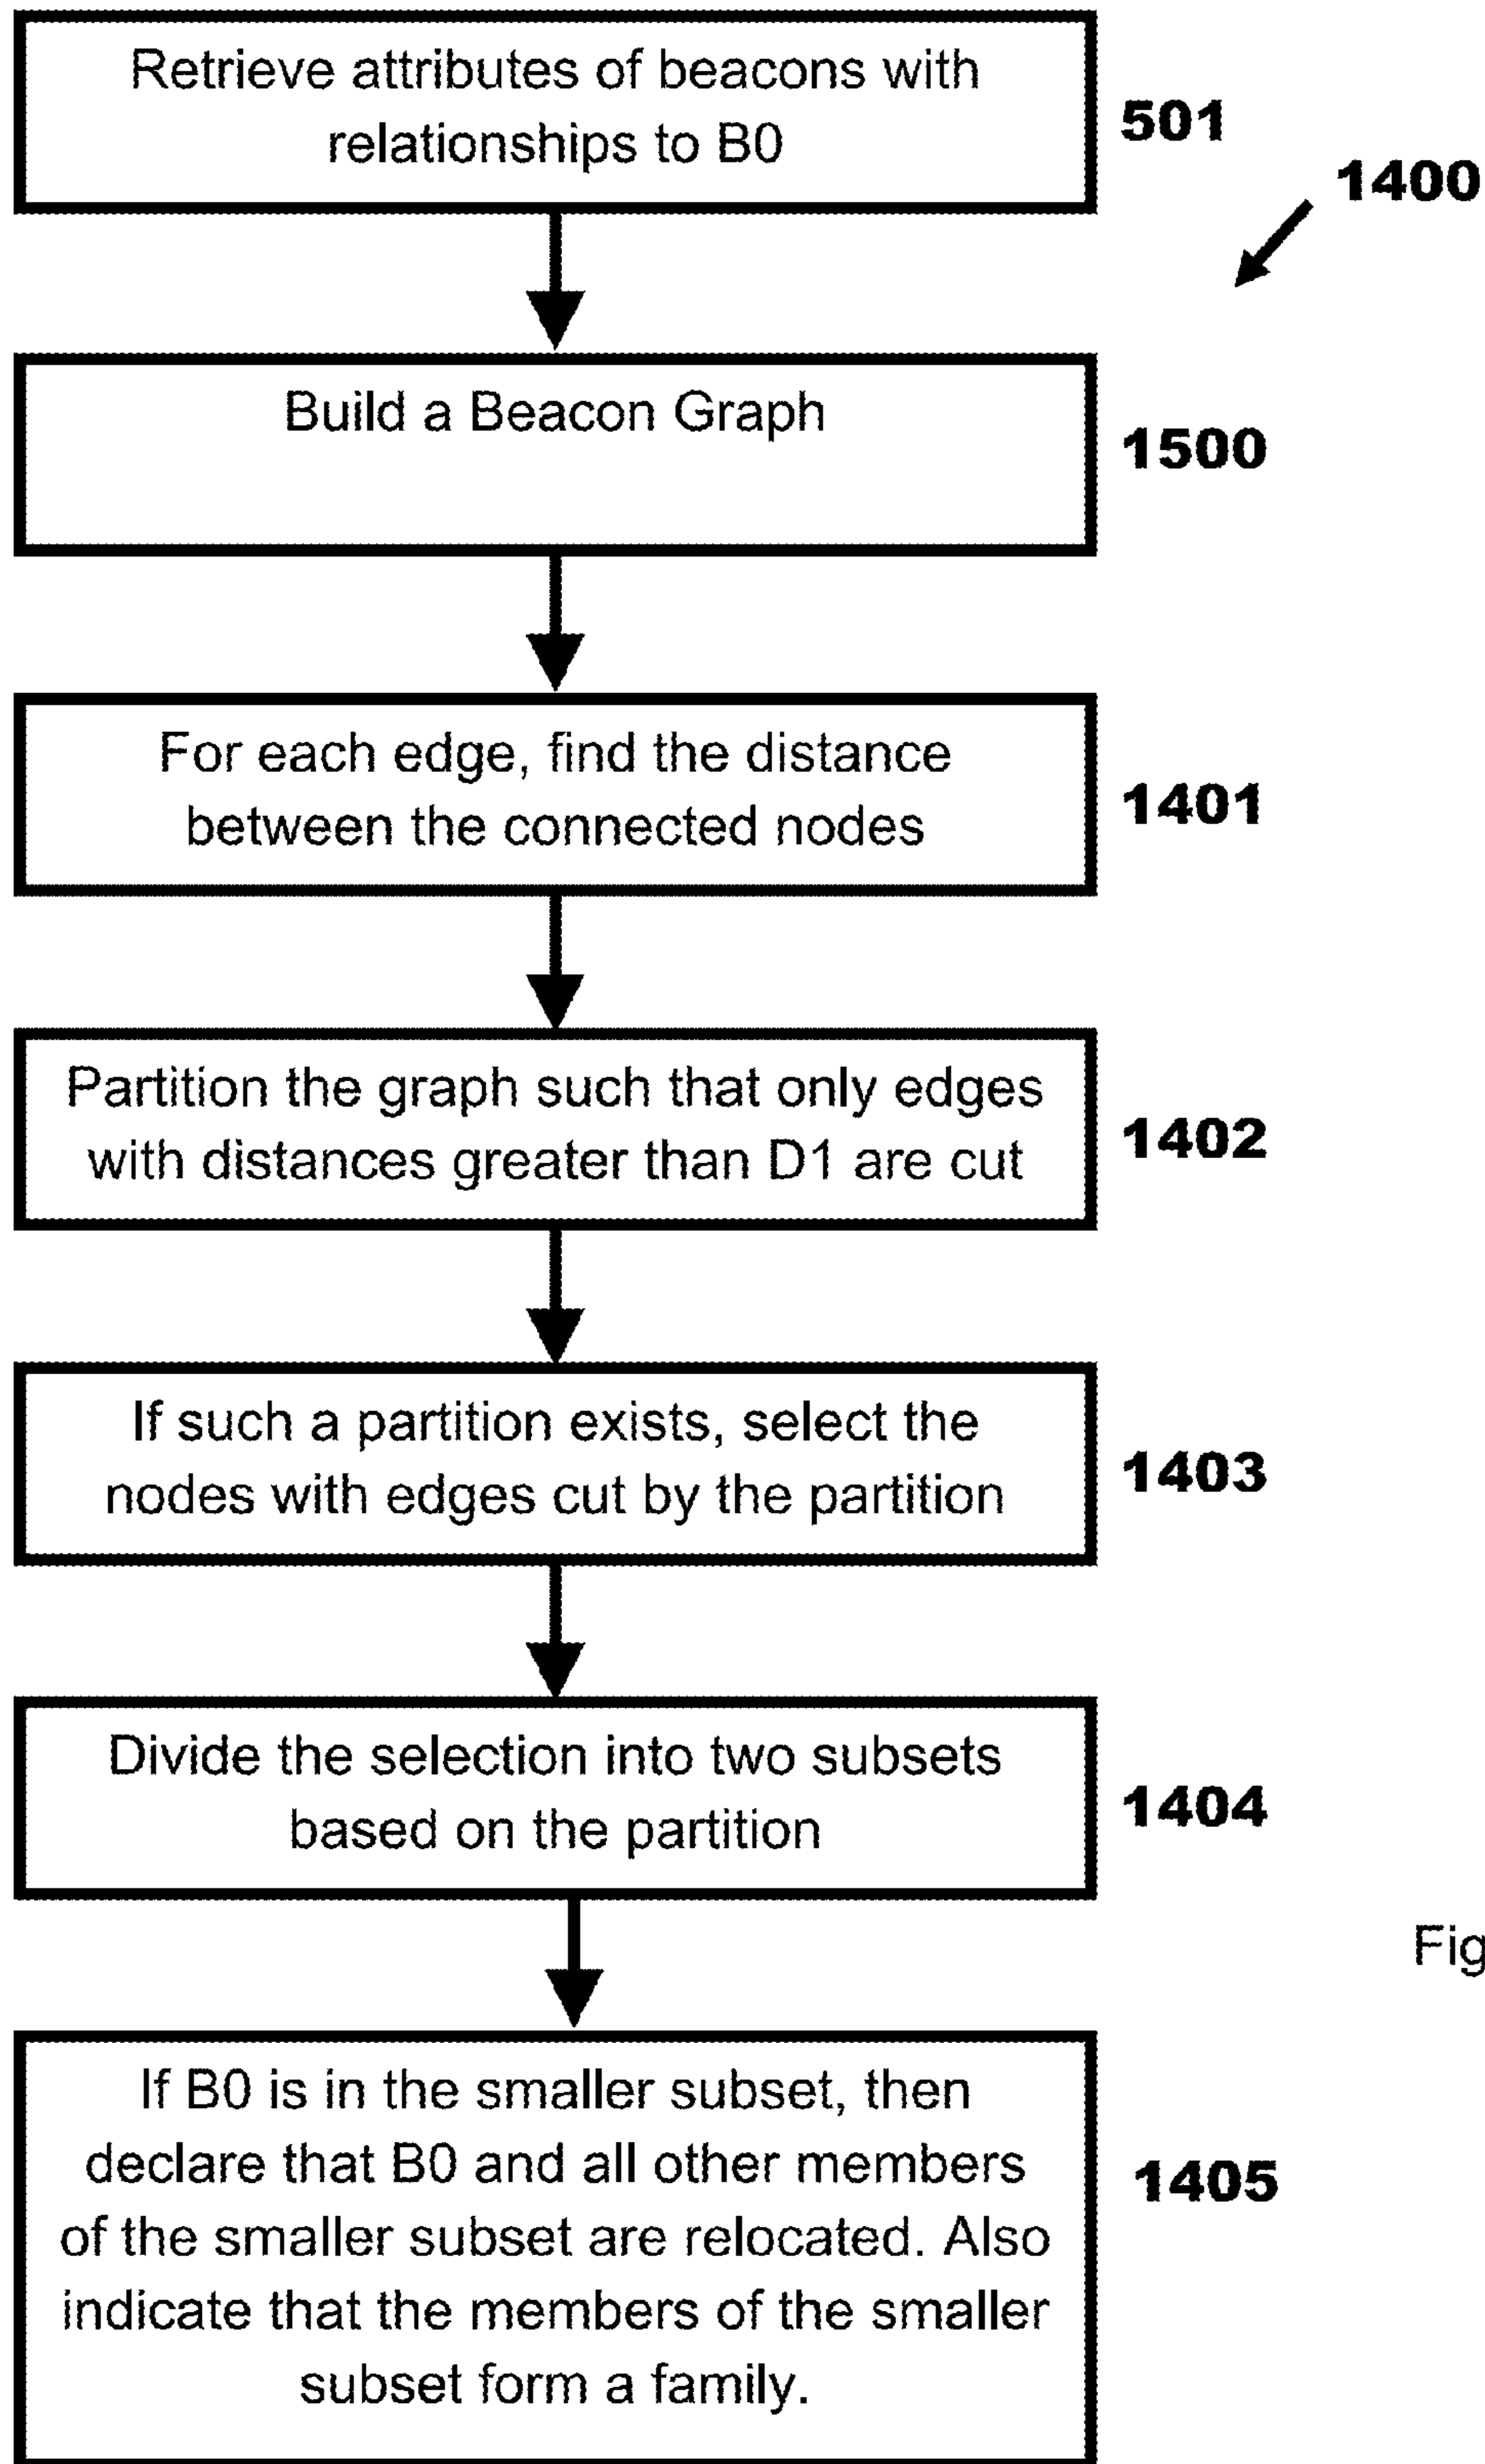 Retrieve attributes of beacons with
relationships to B0
501
1400
Build a Beacon Graph
1500
For each edge, find the distance
between the connected nodes
1401
Partition the graph such that only edges
with distances greater than D1 are cut
1402
If such a partition exists, select the
nodes with edges cut by the partition
1403
Divide the selection into two subsets
based on the partition
1404
Fig
If B0 is in the smaller subset, then
declare that B0 and all other members
of the smaller subset are relocated. Also
indicate that the members of the smaller
subset form a family.
1405